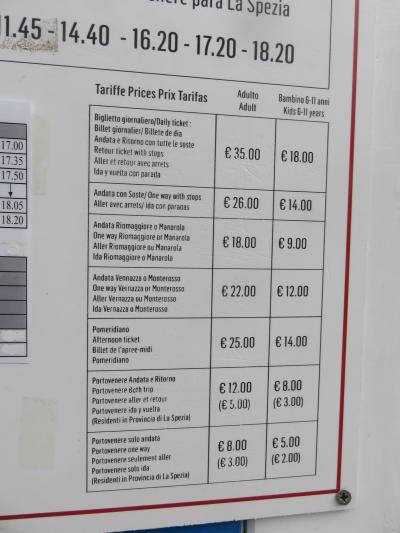 para La Spezia
11.45 - 14.40 - 16.20 - 17.20 - 18.20
Tariffe Prices Prix Tarifas
Adulto
Adult
Bambino 6-11 anni
Kids 6-11 years
Biglietto giornaliero/Daily ticket :
Billet giornalier/ Billete de dia
Andata e Ritorno con tutte le soste
Retour ticket with stops
Aller et retour avec arrets
Ida y vuelta con parada
€ 35.00
€ 18.00
Andata con Soste/ One way with stops
Aller avec arrets/ ida con paradas
€ 26.00
€ 14.00
Andata Riomaggiore o Manarola
One way Riomaggiore or Manarola
Aller Riomaggiore ou Manarola
Ida Riomaggiore o Manarola
€ 18.00
€ 9.00
Andata Vernazza o Monterosso
One way Vernazza or Monterosso
Aller Vernazza ou Monterosso
Ida Vernazza o Monterosso
€ 22.00
€ 12.00
Pomeridiano
Afternoon ticket
Billet de l'apree-midi
Pomeridiano
€ 25.00
€ 14.00
Portovenere Andata e Ritorno
Portovenere Both trip
Portovenere aller et retour
Portovenere ida y vuelta
(Residenti in Provincia di La Spezia)
€ 12.00
(€ 5.00)
€ 8.00
(€ 3.00)
Portovenere solo andata
Portovenere one way
Portovenere seulement aller
Portovenere solo ida
(Residenti in Provincia di La Spezia)
€ 8.00
(€ 3.00)
€ 5.00
(€ 2.00)
17.00
17.35
17.50
18.05
18.20